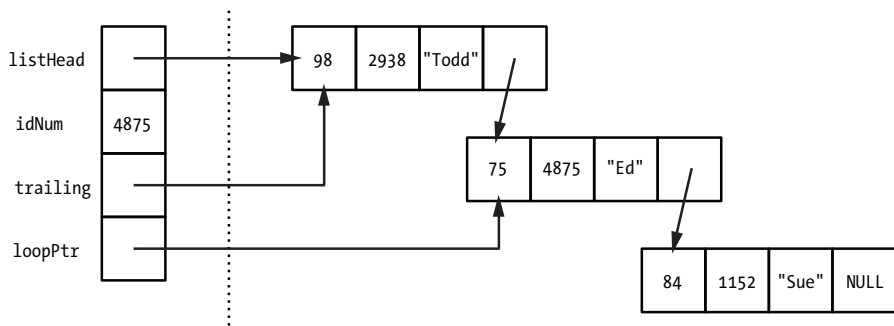 listHead
98 2938 "Todd"
idNum 4875
trailing
75 4875 "Ed"
loopPtr
84 1152 "Sue" NULL